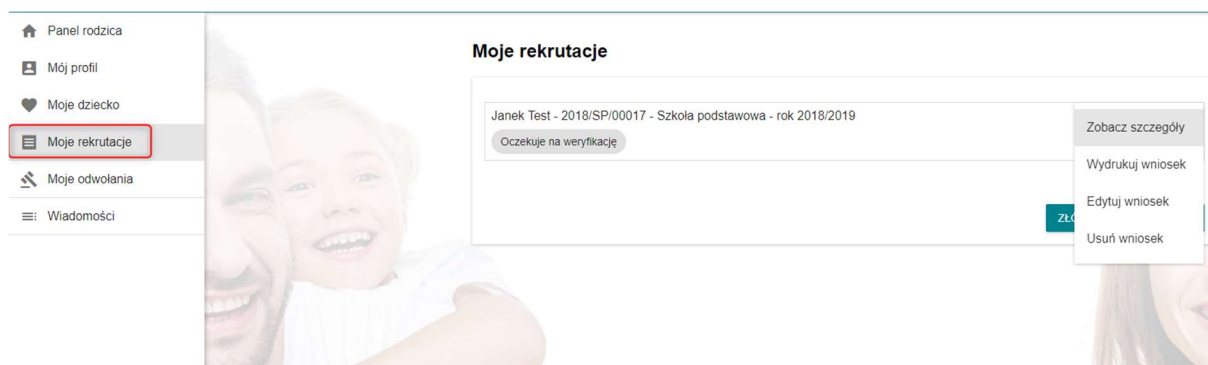 Panel rodzica
Mój profil
Moje dziecko
Moje rekrutacje
Moje odwołania
Wiadomości
Moje rekrutacje
Janek Test - 2018/SP/00017 - Szkoła podstawowa - rok 2018/2019
Oczekuje na weryfikację
Zobacz szczegóły
Wydrukuj wniosek
Edytuj wniosek
Usuń wniosek